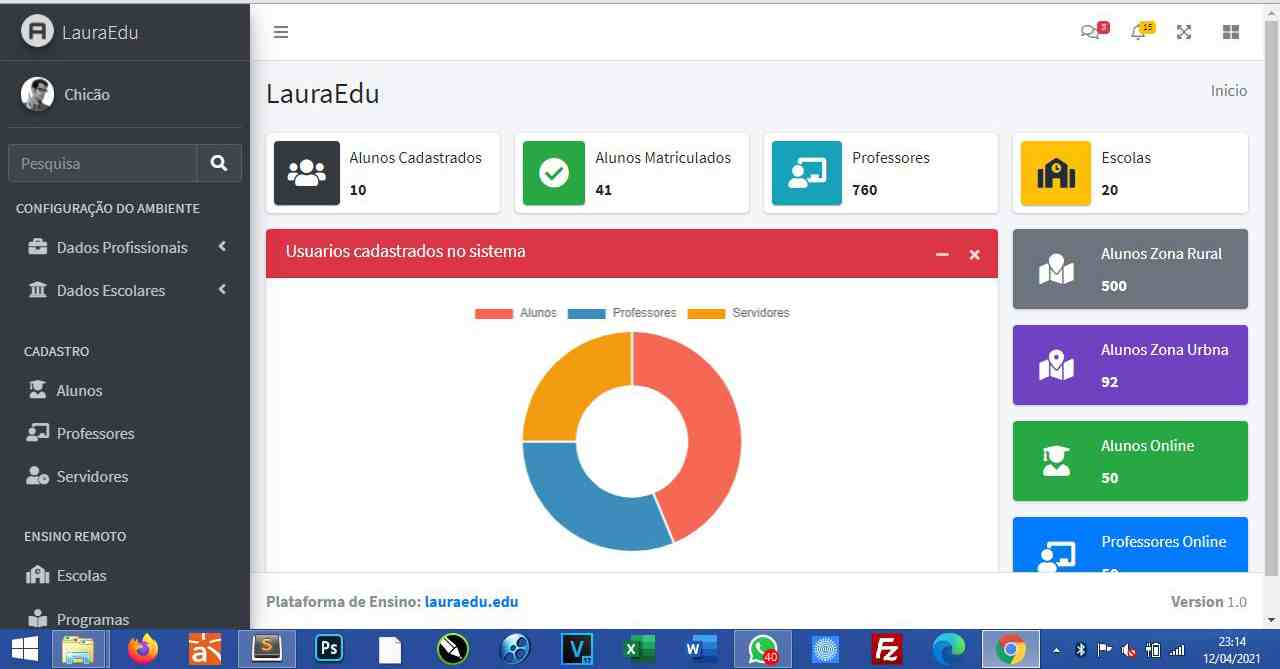 LauraEdu
3
15
Chicão
LauraEdu
Inicio
Pesquisa
Alunos Cadastrados
10
Alunos Matriculados
41
Professores
760
Escolas
20
CONFIGURAÇÃO DO AMBIENTE
Dados Profissionais
Dados Escolares
CADASTRO
Alunos
Professores
Servidores
ENSINO REMOTO
Escolas
Programas
Usuarios cadastrados no sistema
Alunos Professores Servidores
Alunos Zona Rural
500
Alunos Zona Urbna
92
Alunos Online
50
Professores Online
Plataforma de Ensino: lauraedu.edu
Version 1.0
S
Ps
V
X
W
40
Fz
23:14
12/04/2021